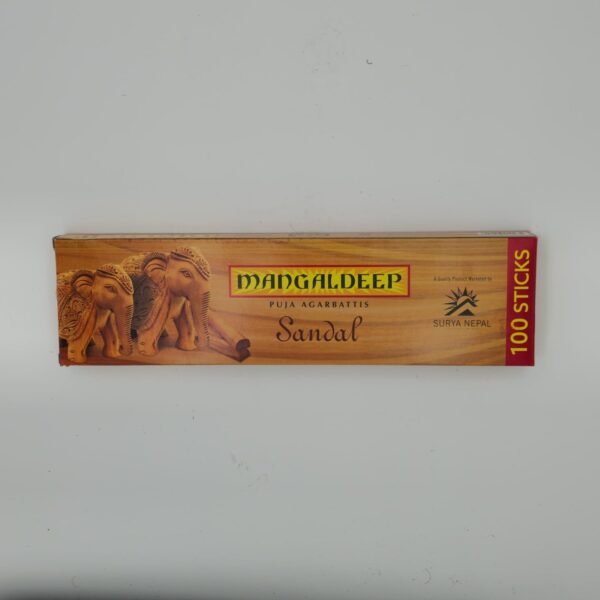 MANGALDEEP
PUJA AGARBATTIS
Sandal
A Quality Product Marketed by
SURYA NEPAL
100 STICKS